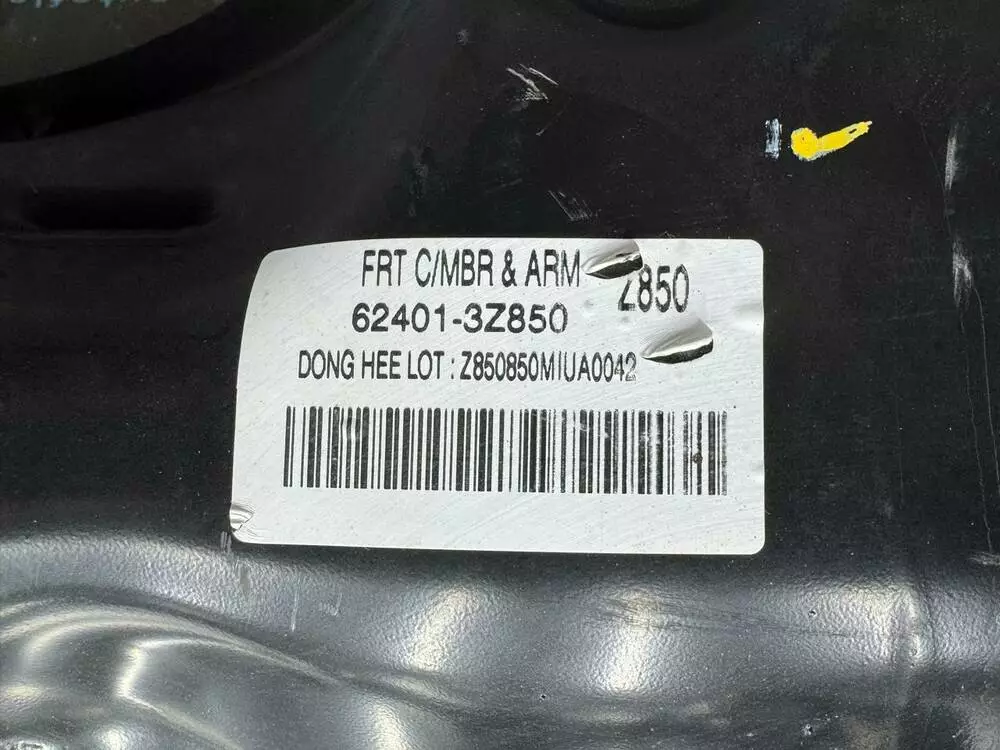 FRT C/MBR & ARM
Z850
62401-3Z850
DONG HEE LOT : Z850850MIUA0042